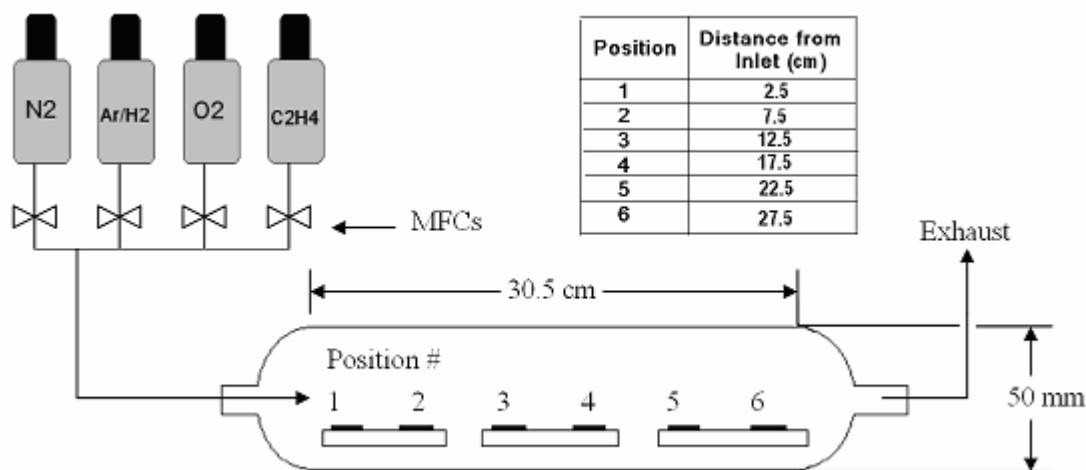 N2
Ar/H2
O2
C2H4
MFCs
Position
Distance from
Inlet (cm)
1
2.5
2
7.5
3
12.5
4
17.5
5
22.5
6
27.5
Exhaust
30.5 cm
Position #
1 2 3 4 5 6
50 mm